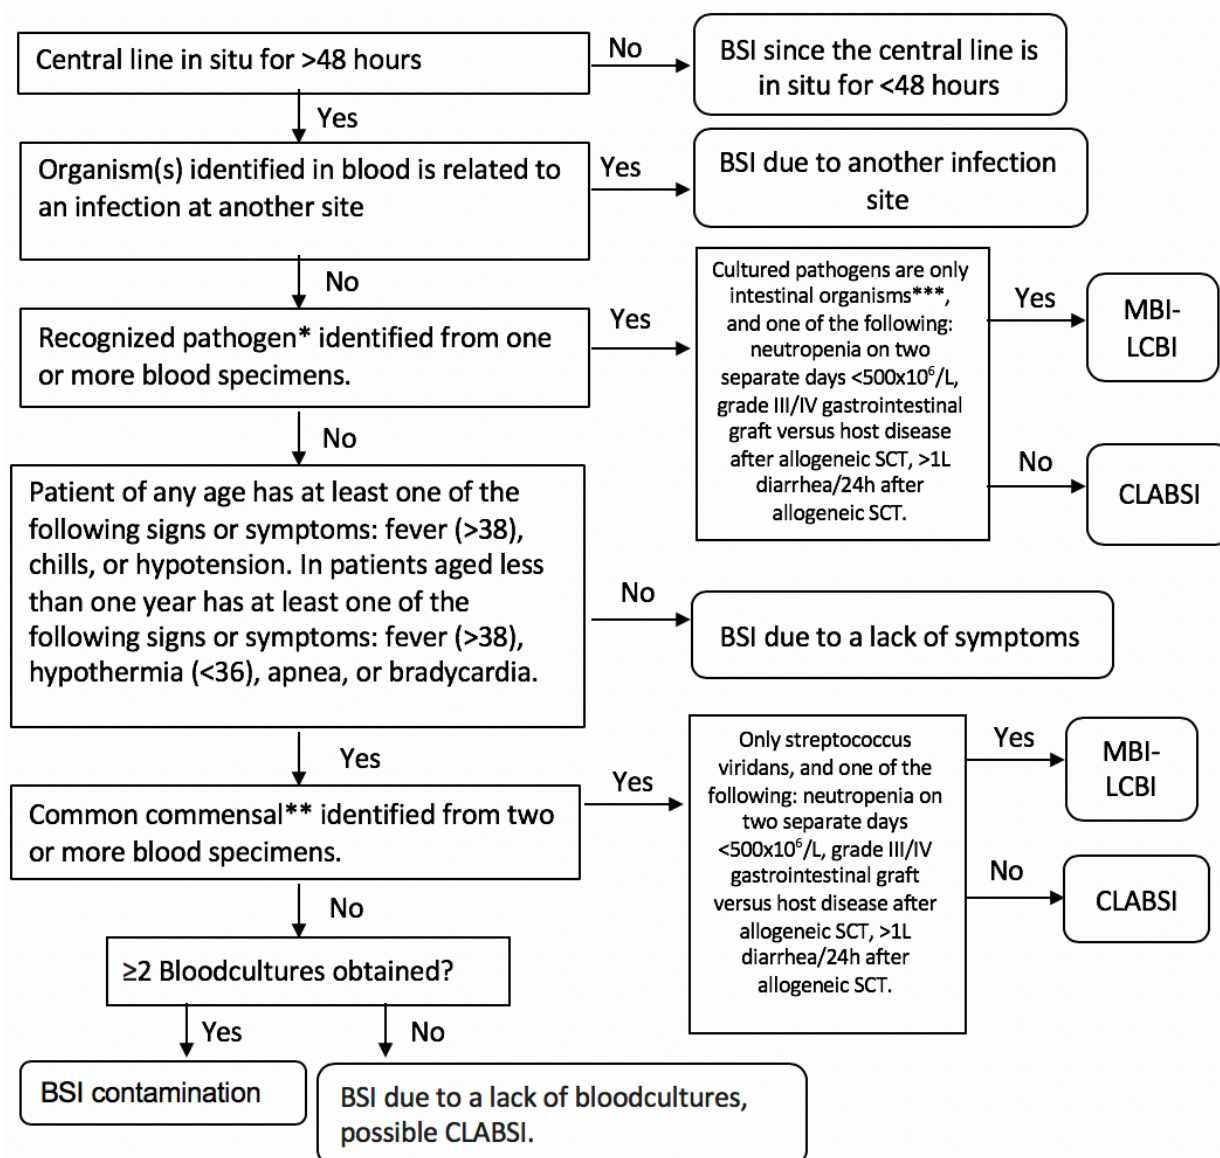 Central line in situ for >48 hours
No
BSI since the central line is
in situ for <48 hours
Yes
Organism(s) identified in blood is related to
an infection at another site
Yes
BSI due to another infection
site
No
Recognized pathogen* identified from one
or more blood specimens.
Yes
Cultured pathogens are only
intestinal organisms***,
and one of the following:
neutropenia on two
separate days <500x10⁶/L,
grade III/IV gastrointestinal
graft versus host disease
after allogeneic SCT, >1L
diarrhea/24h after
allogeneic SCT.
Yes
MBI-
LCBI
No
CLABSI
No
Patient of any age has at least one of the
following signs or symptoms: fever (>38),
chills, or hypotension. In patients aged less
than one year has at least one of the
following signs or symptoms: fever (>38),
hypothermia (<36), apnea, or bradycardia.
No
BSI due to a lack of symptoms
Yes
Common commensal** identified from two
or more blood specimens.
Yes
Only streptococcus
viridans, and one of the
following: neutropenia on
two separate days
<500x10⁶/L, grade III/IV
gastrointestinal graft
versus host disease after
allogeneic SCT, >1L
diarrhea/24h after
allogeneic SCT.
Yes
MBI-
LCBI
No
CLABSI
No
≥2 Bloodcultures obtained?
Yes
No
BSI contamination
BSI due to a lack of bloodcultures,
possible CLABSI.